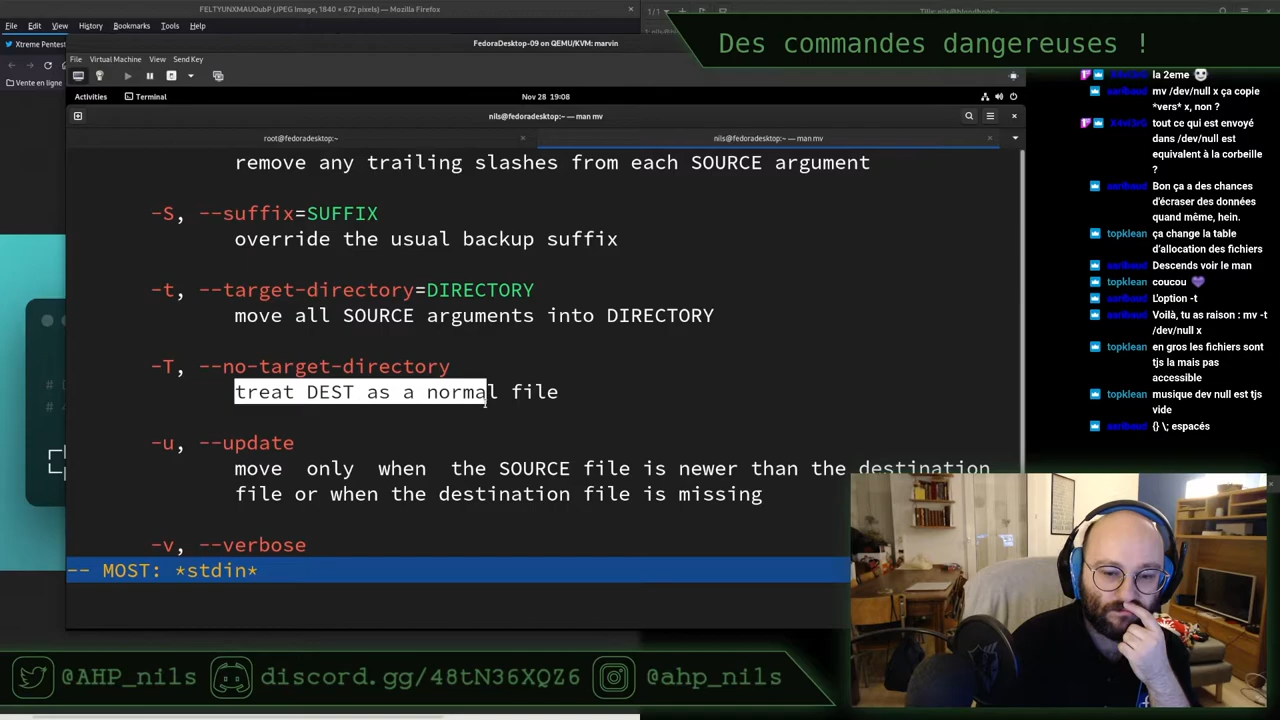 FELTYUNXMAUOubP (JPEG Image, 1840 × 672 pixels) — Mozilla Firefox
File Edit View History Bookmarks Tools Help
Xtreme Pentest
Vente en ligne
1/1
Des commandes dangereuses !
FedoraDesktop-09 on QEMU/KVM: marvin
File Virtual Machine View Send Key
Activities Terminal Nov 28 19:08
nils@fedoradesktop:~ — man mv
root@fedoradesktop:~ nils@fedoradesktop:~ — man mv
remove any trailing slashes from each SOURCE argument
-S, --suffix=SUFFIX
override the usual backup suffix
-t, --target-directory=DIRECTORY
move all SOURCE arguments into DIRECTORY
-T, --no-target-directory
treat DEST as a normal file
-u, --update
move only when the SOURCE file is newer than the destination
file or when the destination file is missing
-v, --verbose
-- MOST: *stdin*
la 2eme
mv /dev/null x ça copie
*vers* x, non ?
tout ce qui est envoyé
dans /dev/null est
equivalent à la corbeille
?
Bon ça a des chances
d'écraser des données
quand même, hein.
topklean ça change la table
d'allocation des fichiers
Descends voir le man
topklean coucou 💜
L'option -t
Voilà, tu as raison : mv -t
/dev/null x
topklean en gros les fichiers sont
tjs la mais pas
accessible
topklean musique dev null est tjs
vide
{} \; espacés
@AHP_nils discord.gg/48tN36XQZ6 @ahp_nils